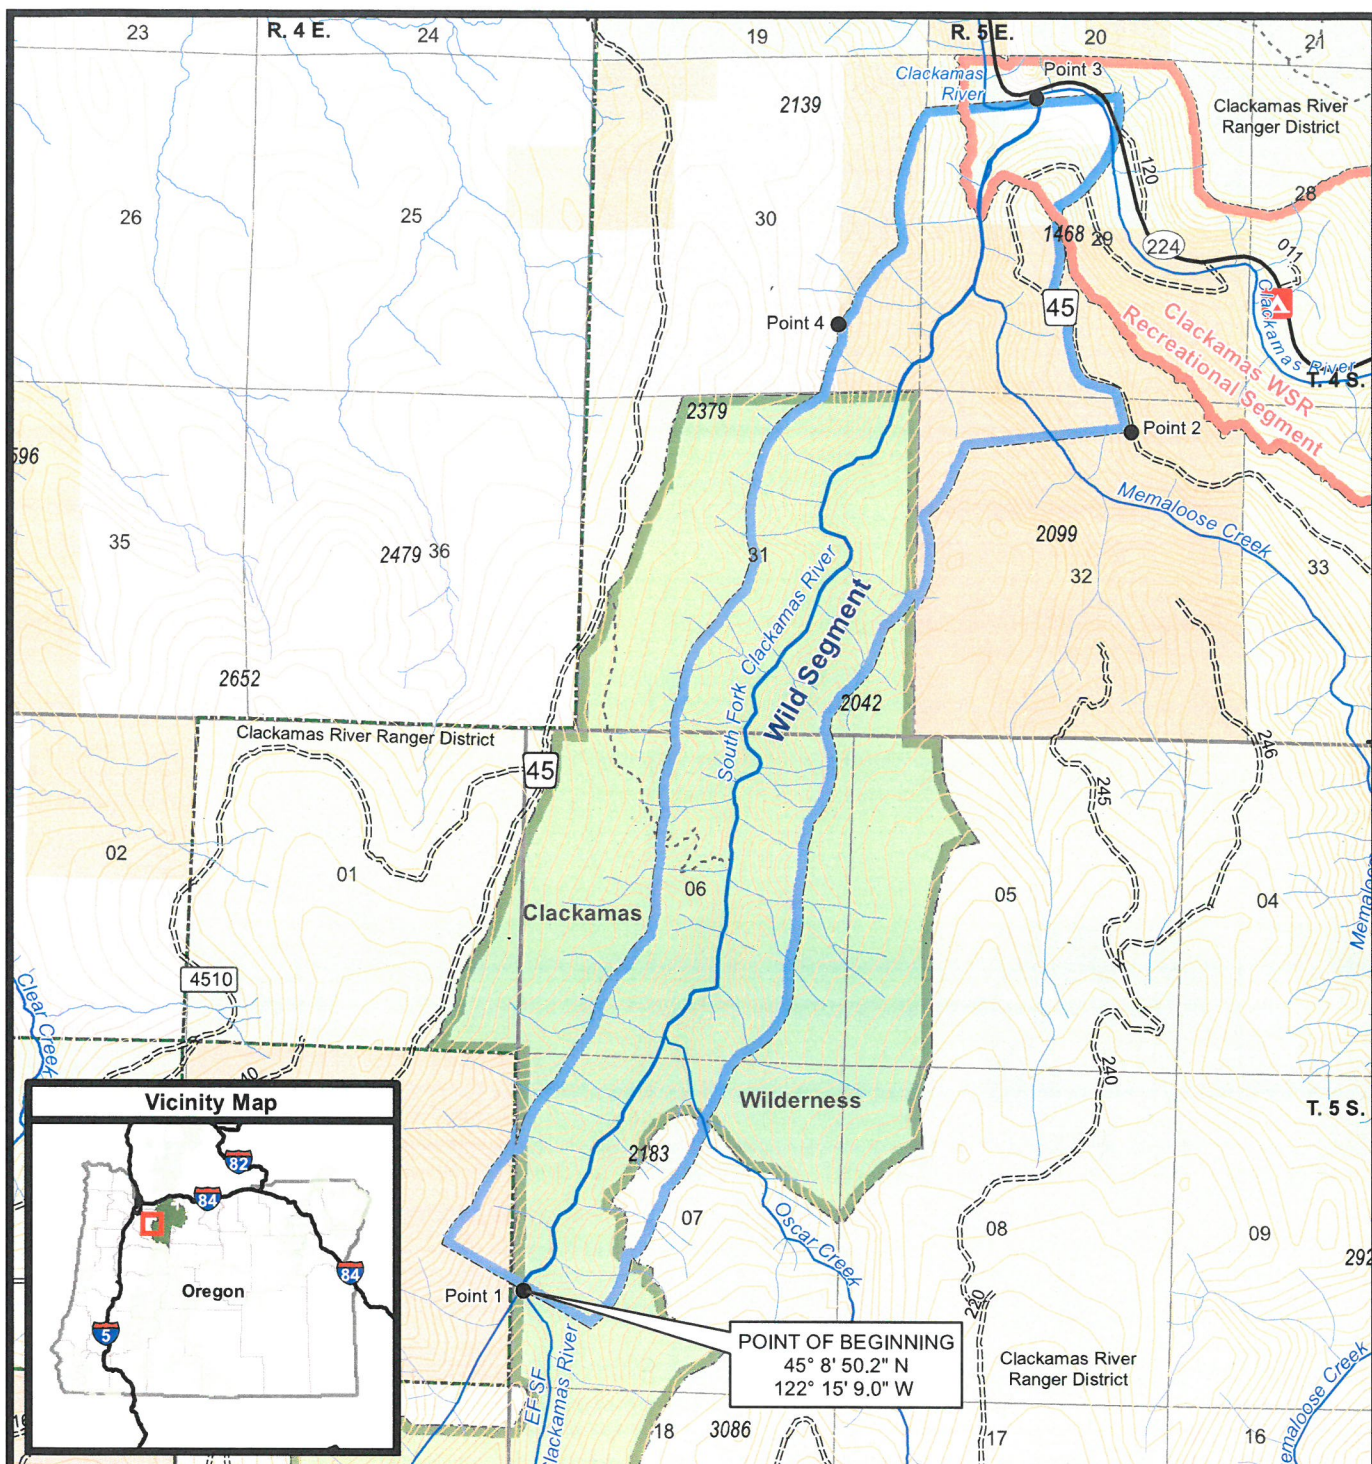 23
R. 4 E.
24
19
R. 5 E.
20
21
Clackamas
River
Point 3
2139
Clackamas River
Ranger District
120
26
25
30
28
1468
29
224
011
Point 4
45
Clackamas River
Clackamas WSR
Recreational Segment
T. 4 S.
2379
Point 2
596
Memaloose Creek
35
2479
36
31
2099
32
33
South Fork Clackamas River
Wild Segment
2652
2042
Clackamas River Ranger District
45
246
245
02
01
06
05
04
Clackamas
4510
Clear Creek
240
Wilderness
T. 5 S.
2183
07
Oscar Creek
08
09
292
Point 1
220
POINT OF BEGINNING
45° 8' 50.2" N
122° 15' 9.0" W
Clackamas River
Ranger District
EF SF
Clackamas River
emaloose Creek
18
3086
17
16
Vicinity Map
82
84
84
Oregon
5